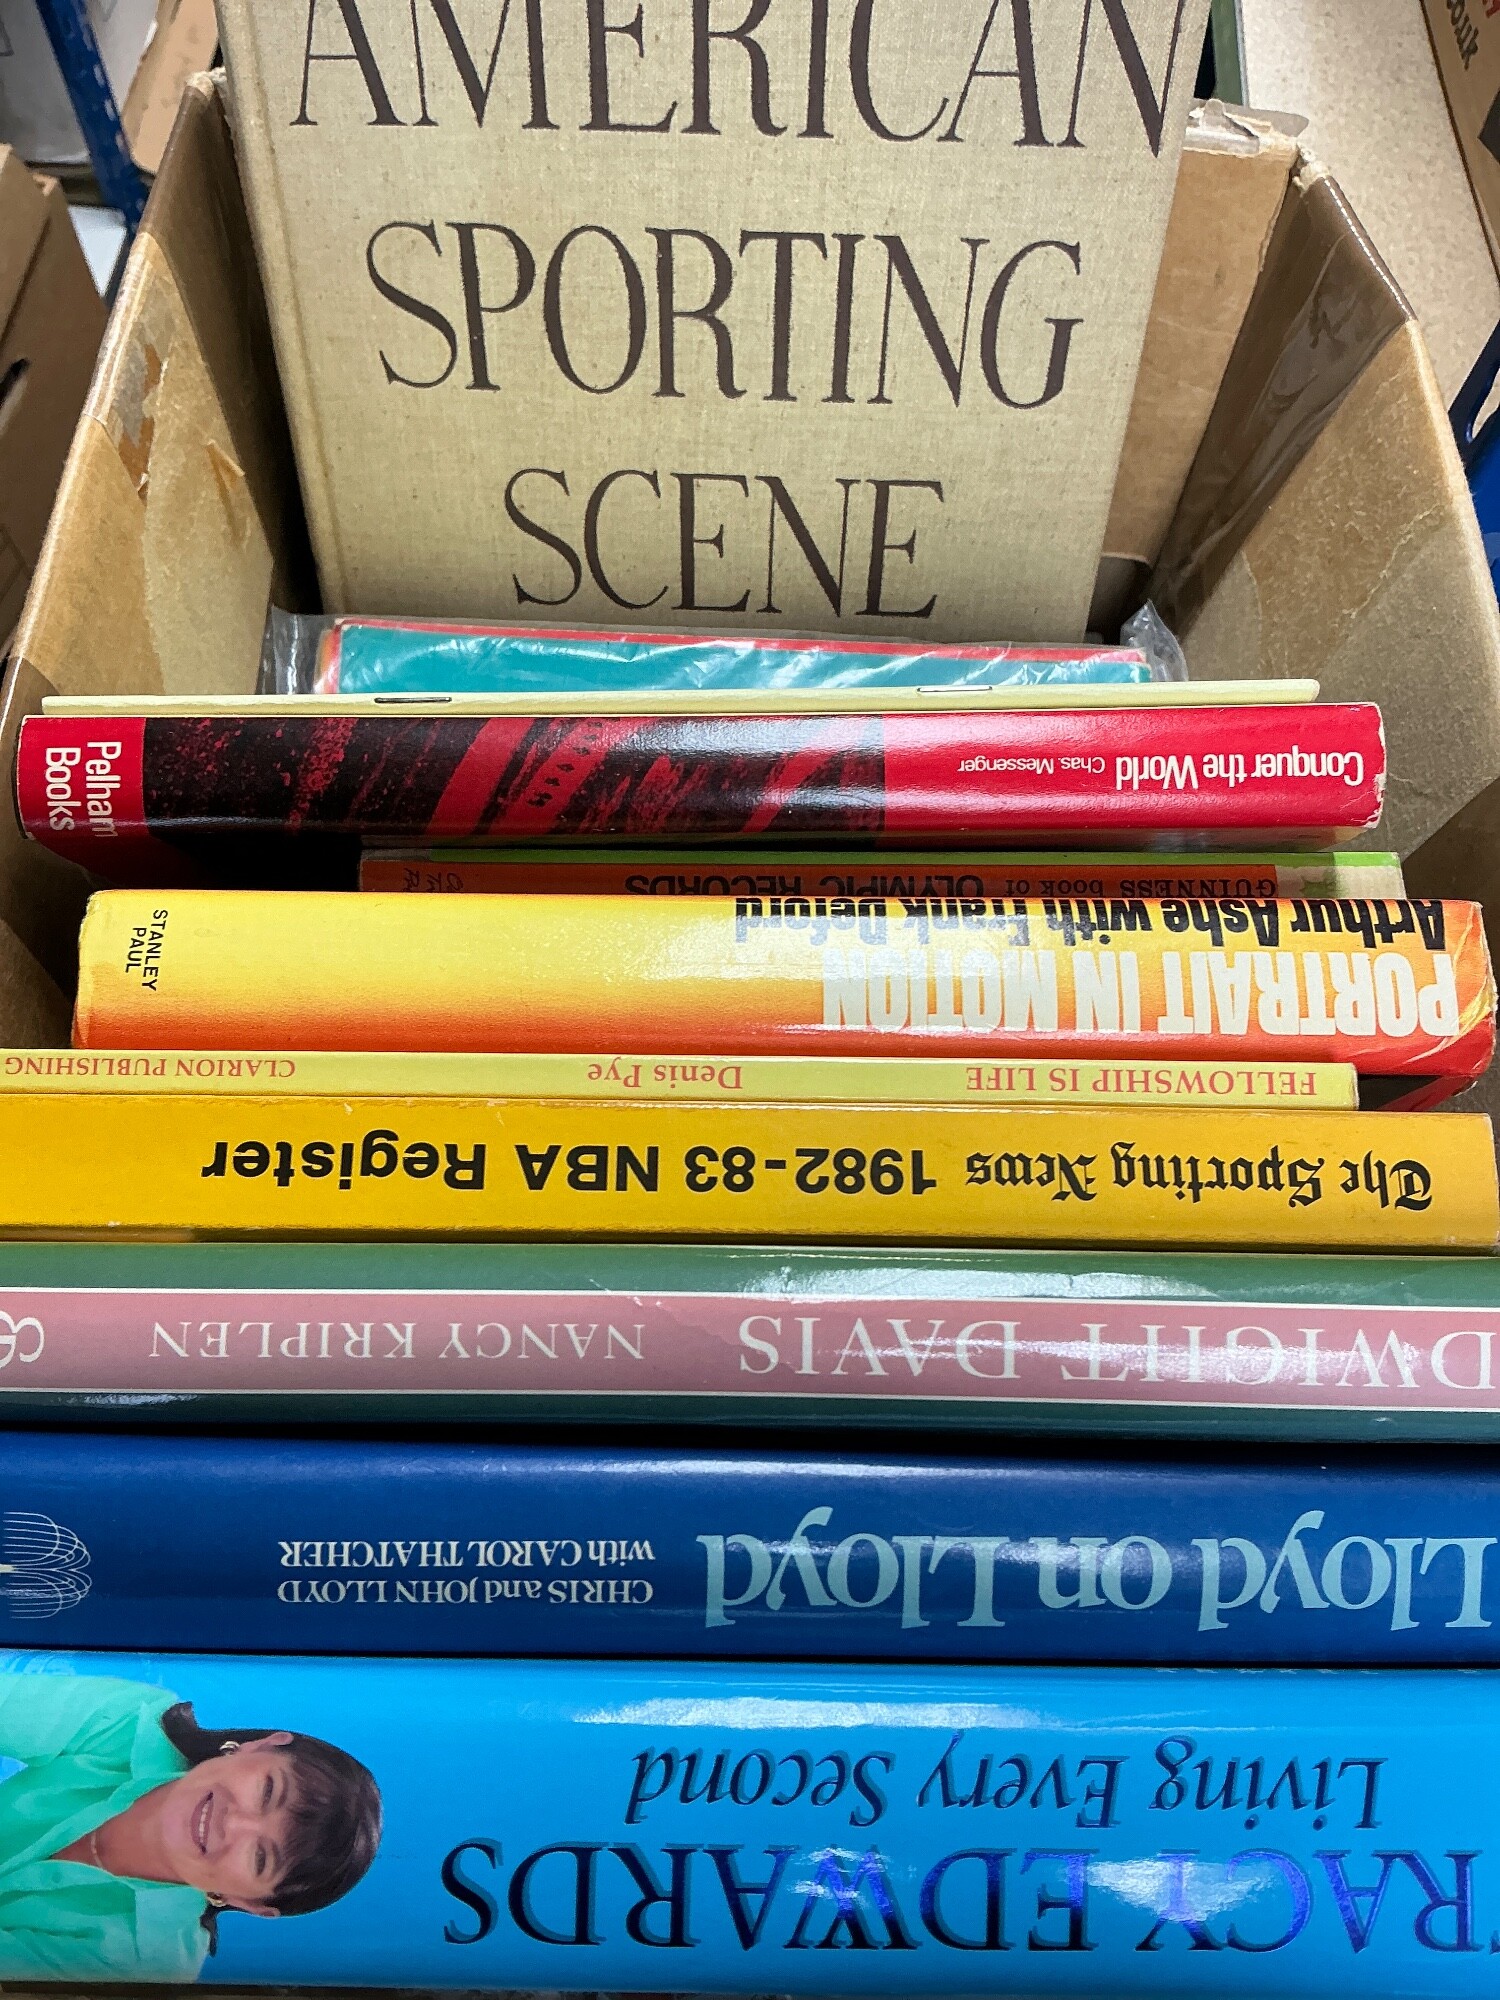 AMERICAN
SPORTING
SCENE
Conquer the World Chas. Messenger
Pelham
Books
GUINNESS book of OLYMPIC RECORDS
Arthur Ashe with Frank Deford
PORTRAIT IN MOTION
STANLEY
PAUL
FELLOWSHIP IS LIFE Denis Pye CLARION PUBLISHING
The Sporting News 1982-83 NBA Register
DWIGHT DAVIS NANCY KRIPLEN
Lloyd on Lloyd
CHRIS and JOHN LLOYD
with CAROL THATCHER
TRACY EDWARDS
Living Every Second
co.uk